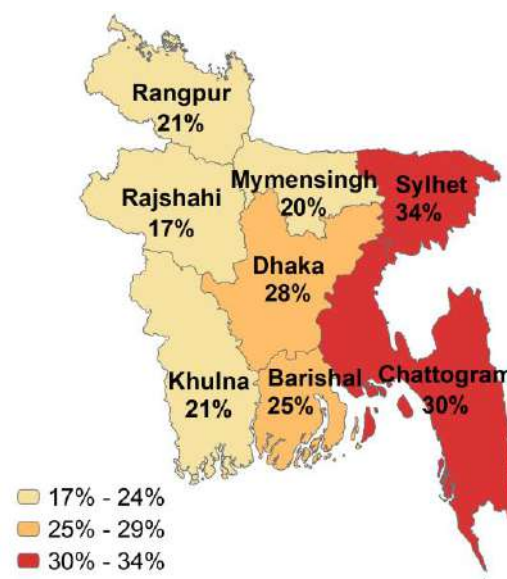 Rangpur
21%
Mymensingh
20%
Sylhet
34%
Rajshahi
17%
Dhaka
28%
Khulna
21%
Barishal
25%
Chattogram
30%
17% - 24%
25% - 29%
30% - 34%